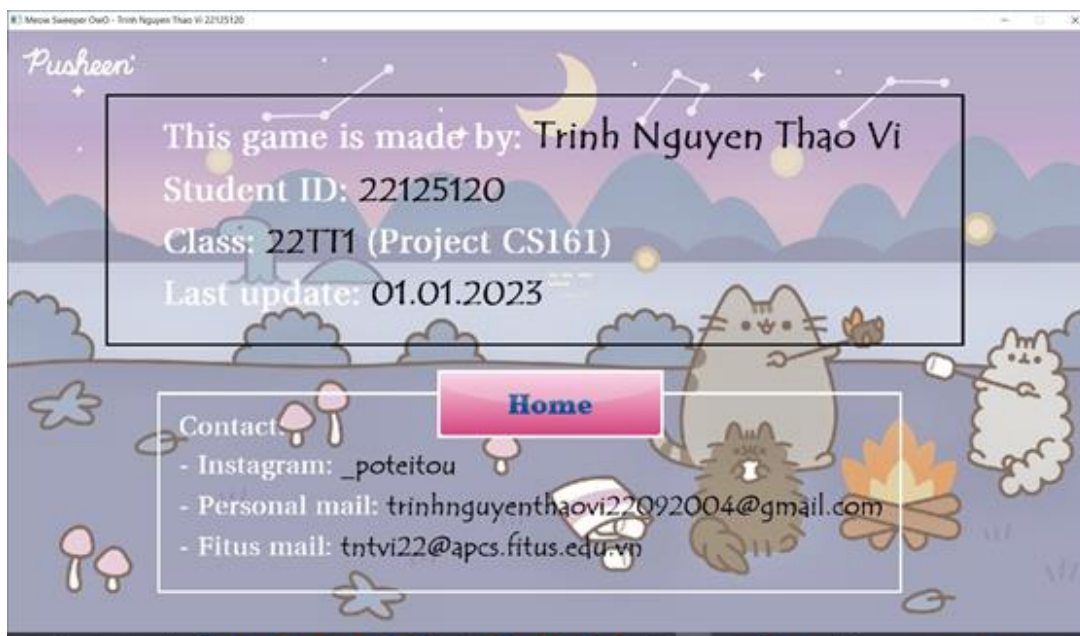 Meow Sweeper OwO - Trinh Nguyen Thao Vi 22125120
Pusheen
This game is made by: Trinh Nguyen Thao Vi
Student ID: 22125120
Class: 22TT1 (Project CS161)
Last update: 01.01.2023
Home
Contact:
- Instagram: _poteitou
- Personal mail: trinhnguyenthaovi22092004@gmail.com
- Fitus mail: tntvi22@apcs.fitus.edu.vn